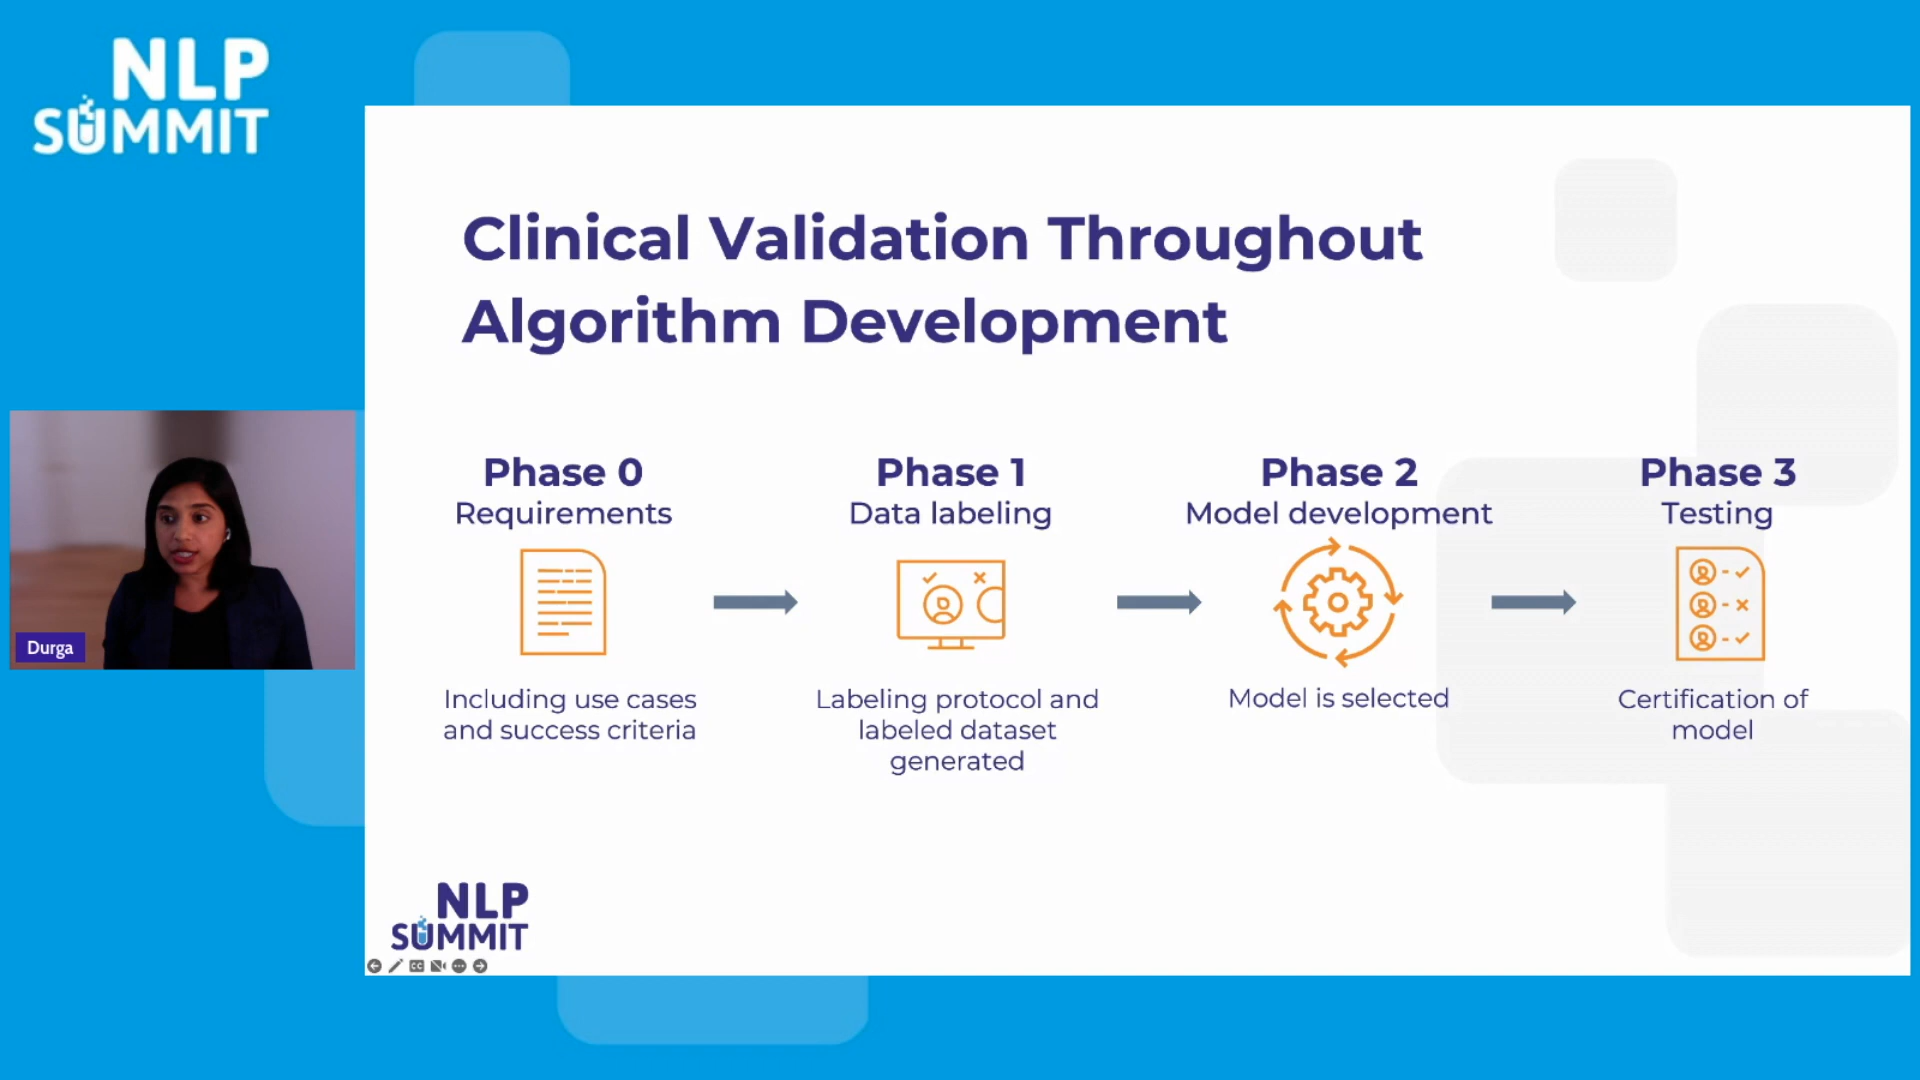 NLP
SUMMIT
Clinical Validation Throughout
Algorithm Development
Phase 0
Requirements
Including use cases
and success criteria
Phase 1
Data labeling
Labeling protocol and
labeled dataset
generated
Phase 2
Model development
Model is selected
Phase 3
Testing
Certification of
model
Durga
NLP
SUMMIT
CC